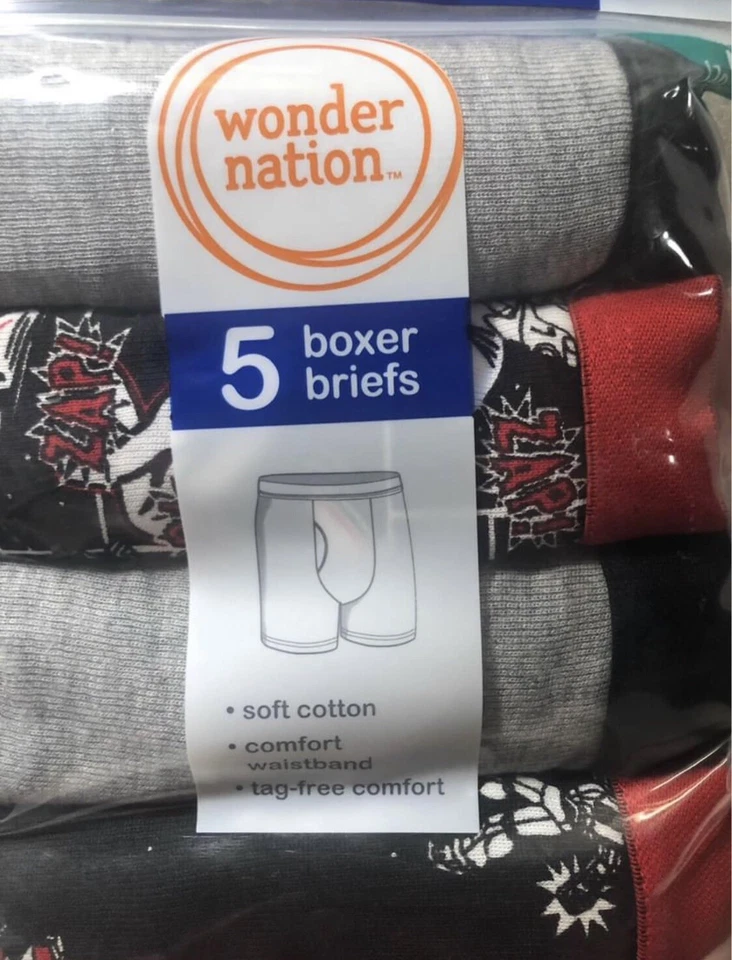 wonder
nation™
5 boxer
briefs
ZAP!
ZAP!
• soft cotton
• comfort
waistband
• tag-free comfort